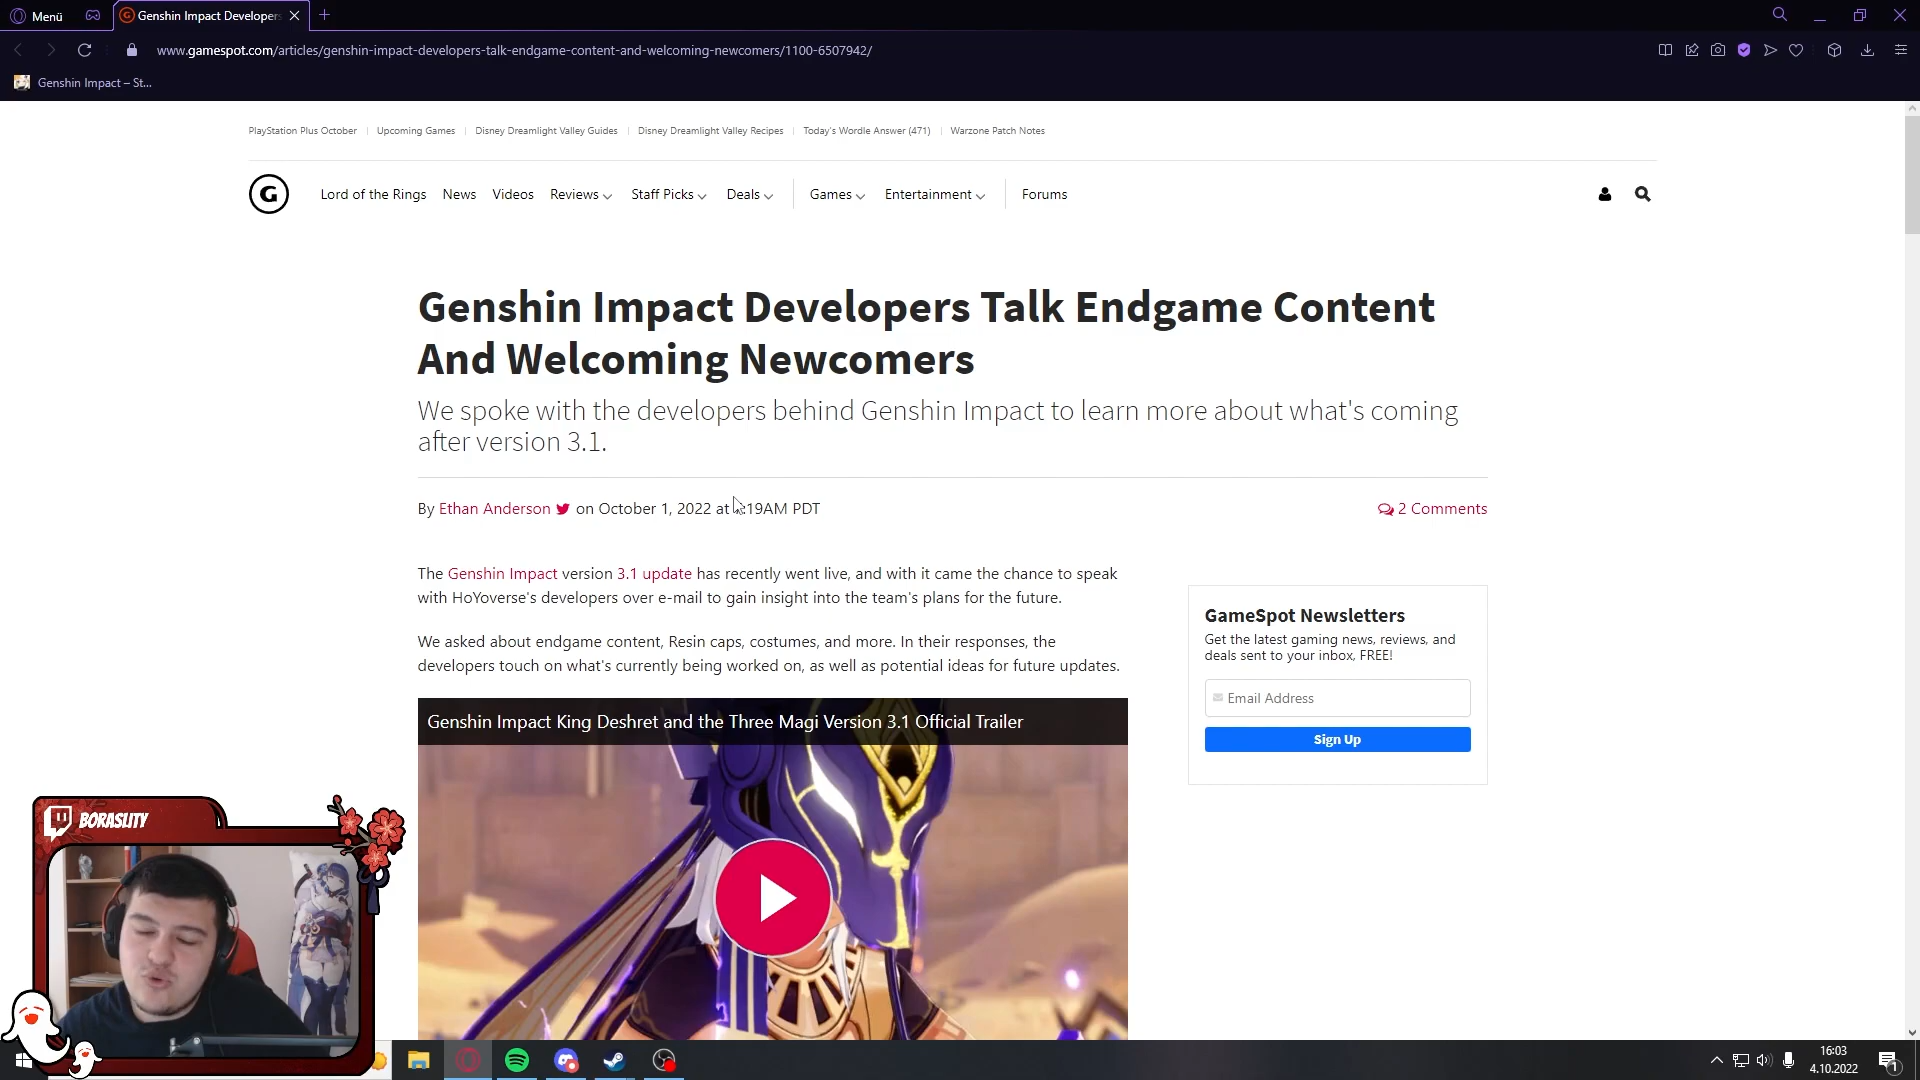 Menü
Genshin Impact Developers
www.gamespot.com/articles/genshin-impact-developers-talk-endgame-content-and-welcoming-newcomers/1100-6507942/
Genshin Impact – St...
PlayStation Plus October
Upcoming Games
Disney Dreamlight Valley Guides
Disney Dreamlight Valley Recipes
Today's Wordle Answer (471)
Warzone Patch Notes
G
Lord of the Rings
News
Videos
Reviews
Staff Picks
Deals
Games
Entertainment
Forums
Genshin Impact Developers Talk Endgame Content
And Welcoming Newcomers
We spoke with the developers behind Genshin Impact to learn more about what's coming
after version 3.1.
By Ethan Anderson on October 1, 2022 at :19AM PDT
2 Comments
The Genshin Impact version 3.1 update has recently went live, and with it came the chance to speak
with HoYoverse's developers over e-mail to gain insight into the team's plans for the future.
We asked about endgame content, Resin caps, costumes, and more. In their responses, the
developers touch on what's currently being worked on, as well as potential ideas for future updates.
Genshin Impact King Deshret and the Three Magi Version 3.1 Official Trailer
GameSpot Newsletters
Get the latest gaming news, reviews, and
deals sent to your inbox, FREE!
Email Address
Sign Up
BORASLITY
16:03
4.10.2022
1